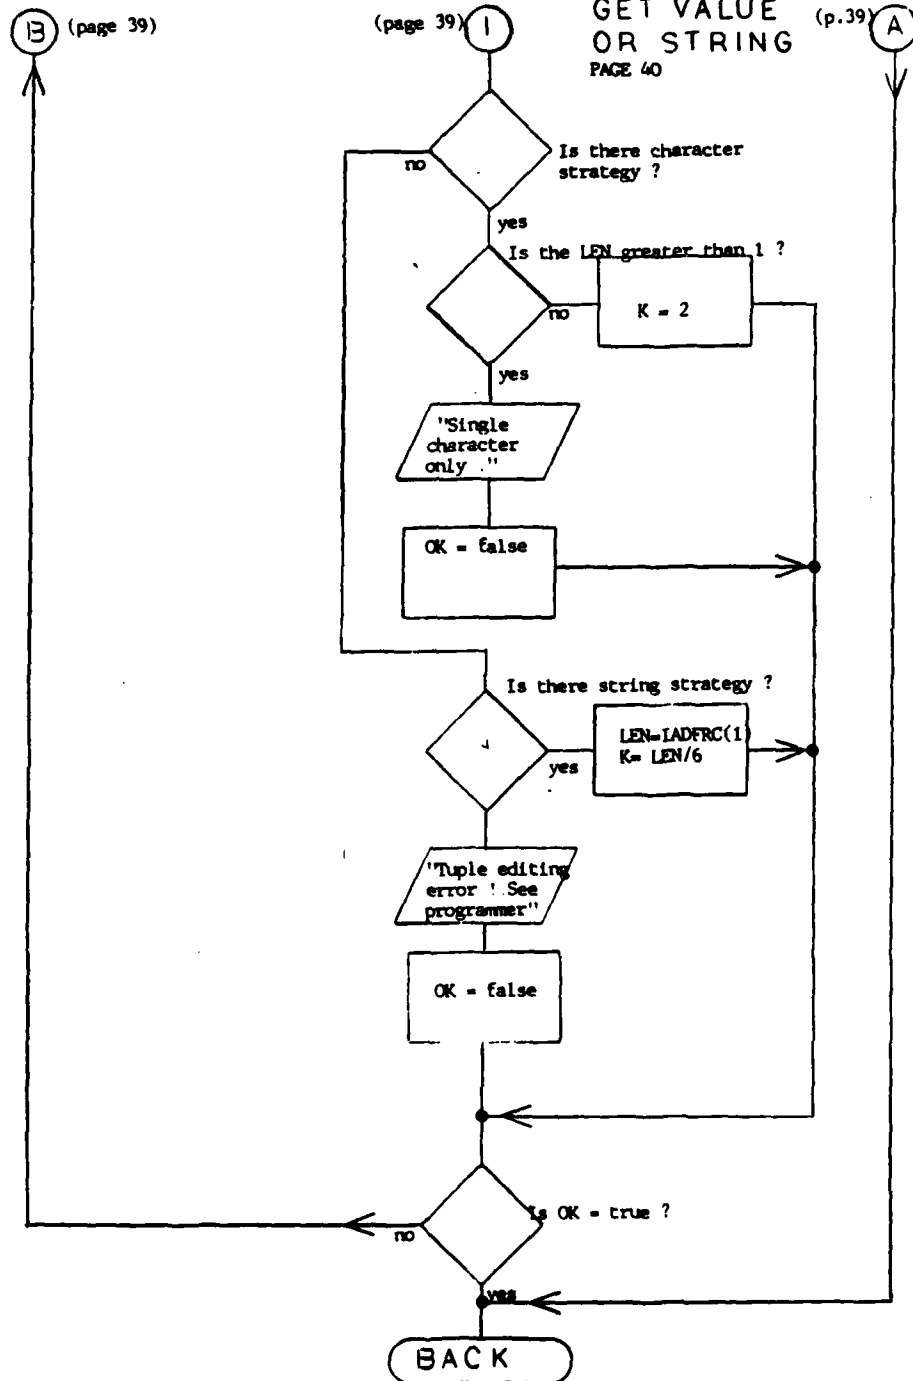 B (page 39)
(page 39) 1
GET VALUE
OR STRING
PAGE 40
(p.39) A
Is there character
strategy ?
no
yes
Is the LEN greater than 1 ?
no
K = 2
yes
"Single
character
only ."
OK = false
Is there string strategy ?
LEN=IADFRC(1)
K= LEN/6
yes
"Tuple editing
error ! See
programmer"
OK = false
Is OK = true ?
no
yes
BACK